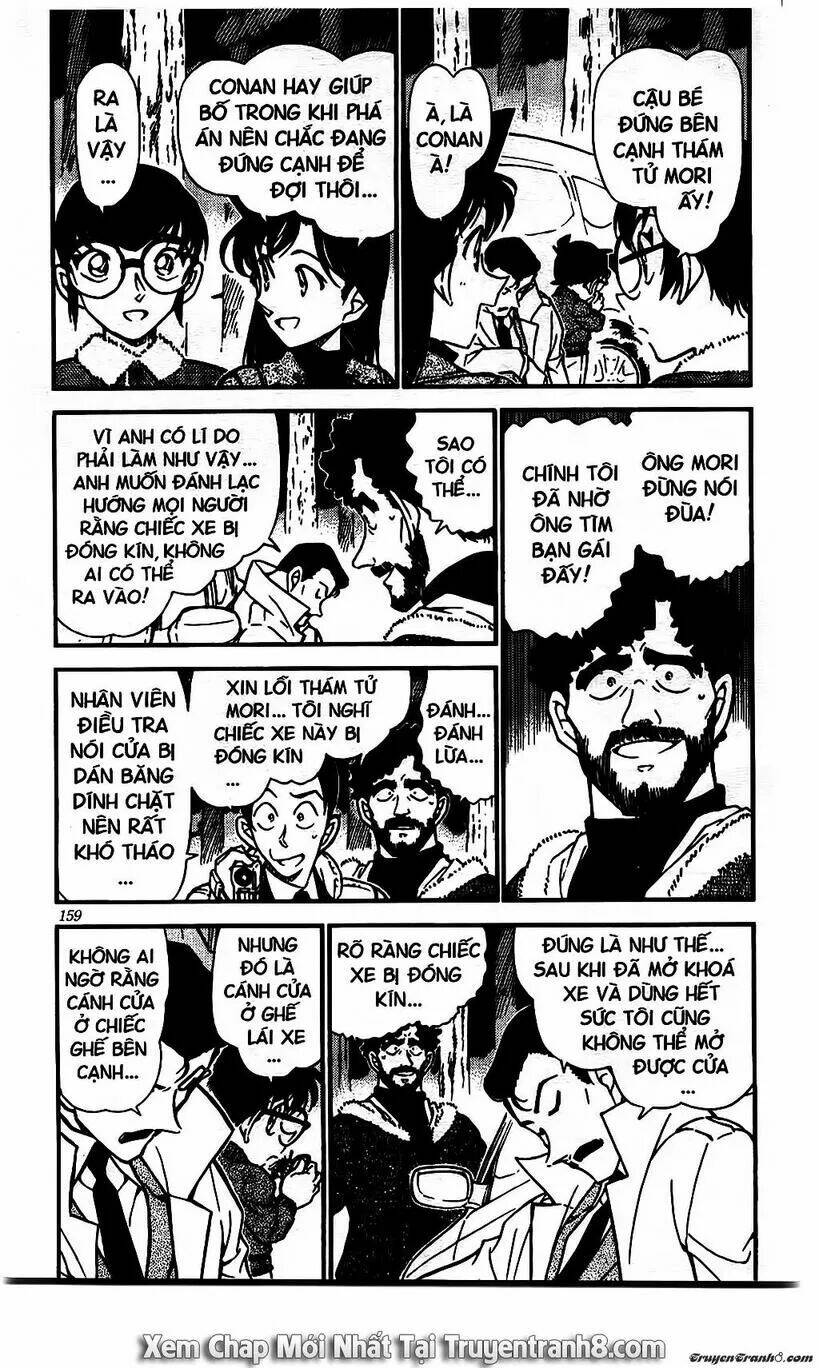 CẬU BÉ
ĐỨNG BÊN
CẠNH THÁM
TỬ MORI
ẤY!
À, LÀ
CONAN
À!
CONAN HAY GIÚP
BỐ TRONG KHI PHÁ
ÁN NÊN CHẮC ĐANG
ĐỨNG CẠNH ĐỂ
ĐỢI THÔI...
RA
LÀ
VẬY
...
ÔNG MORI
ĐỪNG NÓI
ĐÙA!
CHÍNH TÔI
ĐÃ NHỜ
ÔNG TÌM
BẠN GÁI
ĐẤY!
SAO
TÔI CÓ
THỂ...
VÌ ANH CÓ LÍ DO
PHẢI LÀM NHƯ VẬY...
ANH MUỐN ĐÁNH LẠC
HƯỚNG MỌI NGƯỜI
RẰNG CHIẾC XE BỊ
ĐÓNG KÍN, KHÔNG
AI CÓ THỂ
RA VÀO!
ĐÁNH...
ĐÁNH
LỪA...
XIN LỖI THÁM TỬ
MORI... TÔI NGHĨ
CHIẾC XE NÀY BỊ
ĐÓNG KÍN
...
NHÂN VIÊN
ĐIỀU TRA
NÓI CỬA BỊ
DÁN BĂNG
DÍNH CHẶT
NÊN RẤT
KHÓ THÁO
...
159
ĐÚNG LÀ NHƯ THẾ...
SAU KHI ĐÃ MỞ KHOÁ
XE VÀ DÙNG HẾT
SỨC TÔI CŨNG
KHÔNG THỂ MỞ
ĐƯỢC CỬA
...
RÕ RÀNG CHIẾC
XE BỊ ĐÓNG
KÍN...
NHƯNG
ĐÓ LÀ
CÁNH CỬA
Ở GHẾ
LÁI XE
...
KHÔNG AI
NGỜ RẰNG
CÁNH CỬA
Ở CHIẾC
GHẾ BÊN
CẠNH...
Xem Chap Mới Nhất Tại Truyentranh8.com
TruyenTranh8.com